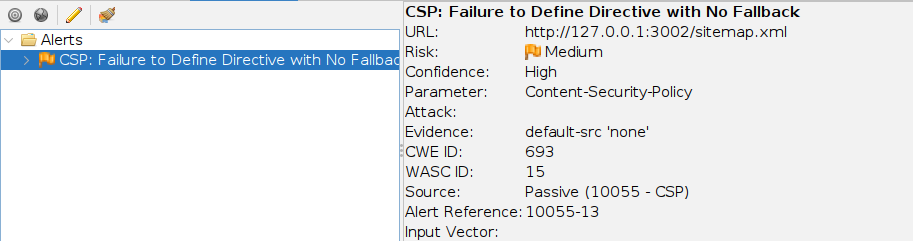 Alerts
CSP: Failure to Define Directive with No Fallbac
CSP: Failure to Define Directive with No Fallback
URL: http://127.0.0.1:3002/sitemap.xml
Risk: Medium
Confidence: High
Parameter: Content-Security-Policy
Attack:
Evidence: default-src 'none'
CWE ID: 693
WASC ID: 15
Source: Passive (10055 - CSP)
Alert Reference: 10055-13
Input Vector: